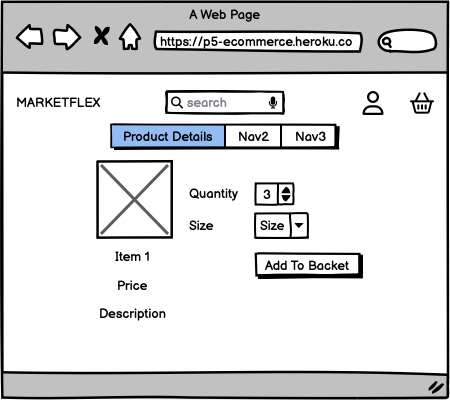 A Web Page
https://p5-ecommerce.heroku.co
MARKETFLEX
search
Product Details Nav2 Nav3
Quantity 3
Size Size
Item 1
Add To Backet
Price
Description